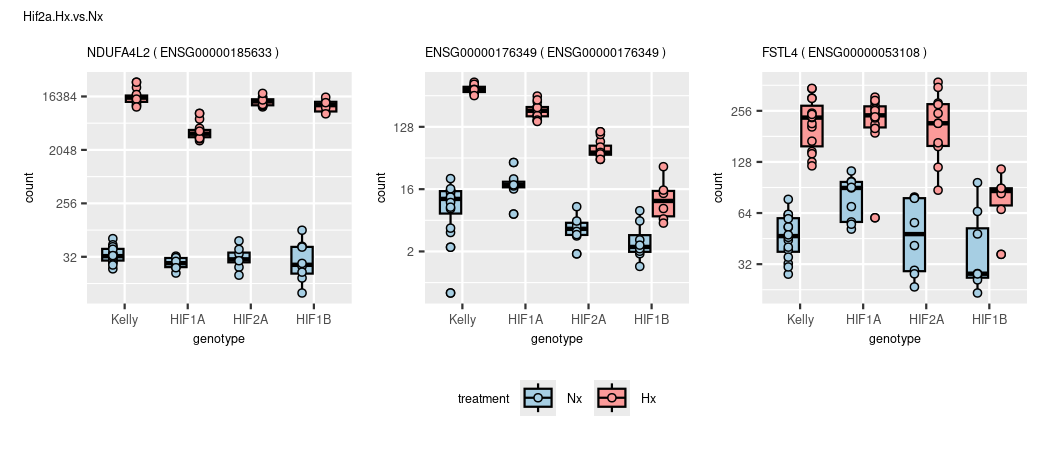 Hif2a.Hx.vs.Nx
NDUFA4L2 ( ENSG00000185633 )
count
16384
2048
256
32
Kelly HIF1A HIF2A HIF1B
genotype
ENSG00000176349 ( ENSG00000176349 )
count
128
16
2
Kelly HIF1A HIF2A HIF1B
genotype
FSTL4 ( ENSG00000053108 )
count
256
128
64
32
Kelly HIF1A HIF2A HIF1B
genotype
treatment Nx Hx